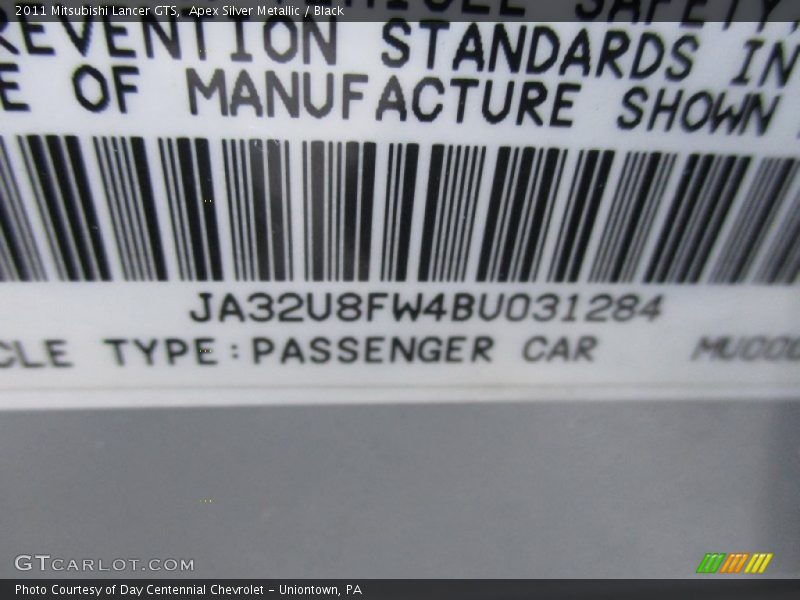 2011 Mitsubishi Lancer GTS, Apex Silver Metallic / Black
SAFETY,
REVENTION STANDARDS IN
E OF MANUFACTURE SHOWN
JA32U8FW4BU031284
CLE TYPE:PASSENGER CAR
GTCARLOT.COM
Photo Courtesy of Day Centennial Chevrolet - Uniontown, PA